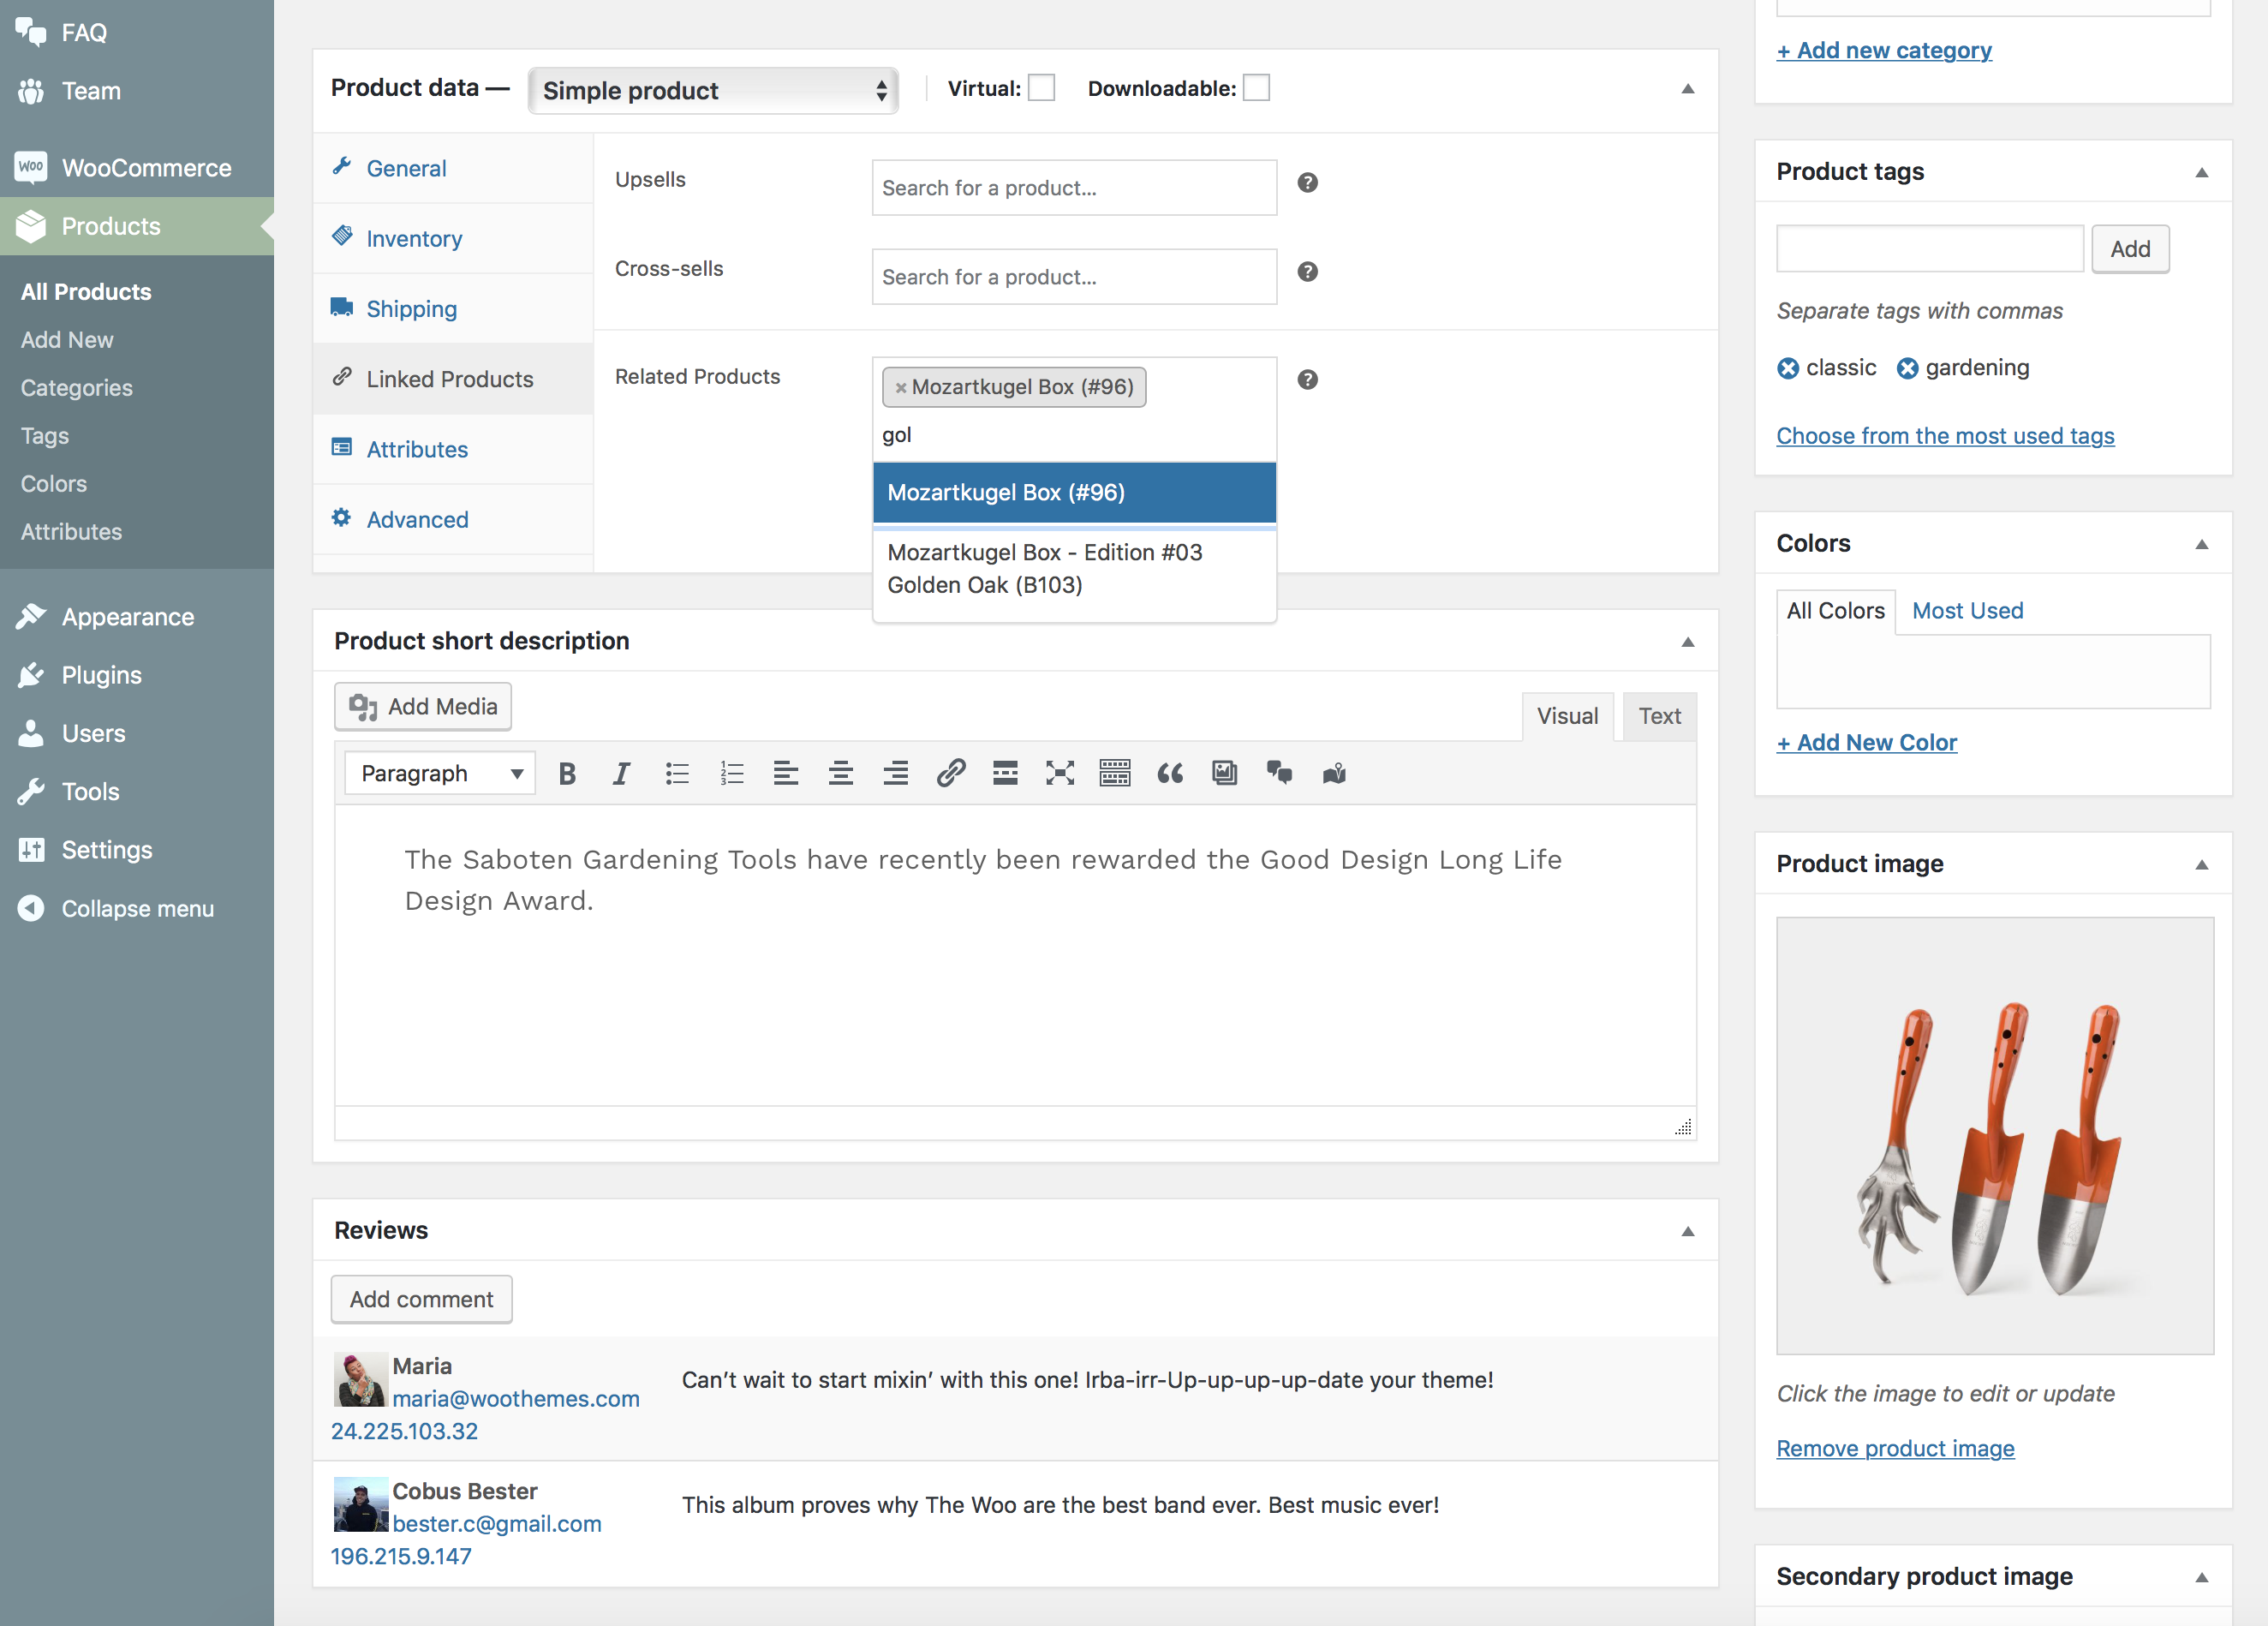 FAQ
Team
WOO WooCommerce
Products
All Products
Add New
Categories
Tags
Colors
Attributes
Appearance
Plugins
Users
Tools
Settings
Collapse menu
Product data — Simple product Virtual: Downloadable:
General
Inventory
Shipping
Linked Products
Attributes
Advanced
Upsells Search for a product...
Cross-sells Search for a product...
Related Products × Mozartkugel Box (#96)
gol
Mozartkugel Box (#96)
Mozartkugel Box - Edition #03
Golden Oak (B103)
Product short description
Add Media
Visual Text
Paragraph
The Saboten Gardening Tools have recently been rewarded the Good Design Long Life
Design Award.
Reviews
Add comment
Maria
maria@woothemes.com
24.225.103.32
Can’t wait to start mixin’ with this one! Irba-irr-Up-up-up-up-date your theme!
Cobus Bester
bester.c@gmail.com
196.215.9.147
This album proves why The Woo are the best band ever. Best music ever!
+ Add new category
Product tags
Add
Separate tags with commas
classic gardening
Choose from the most used tags
Colors
All Colors Most Used
+ Add New Color
Product image
Click the image to edit or update
Remove product image
Secondary product image